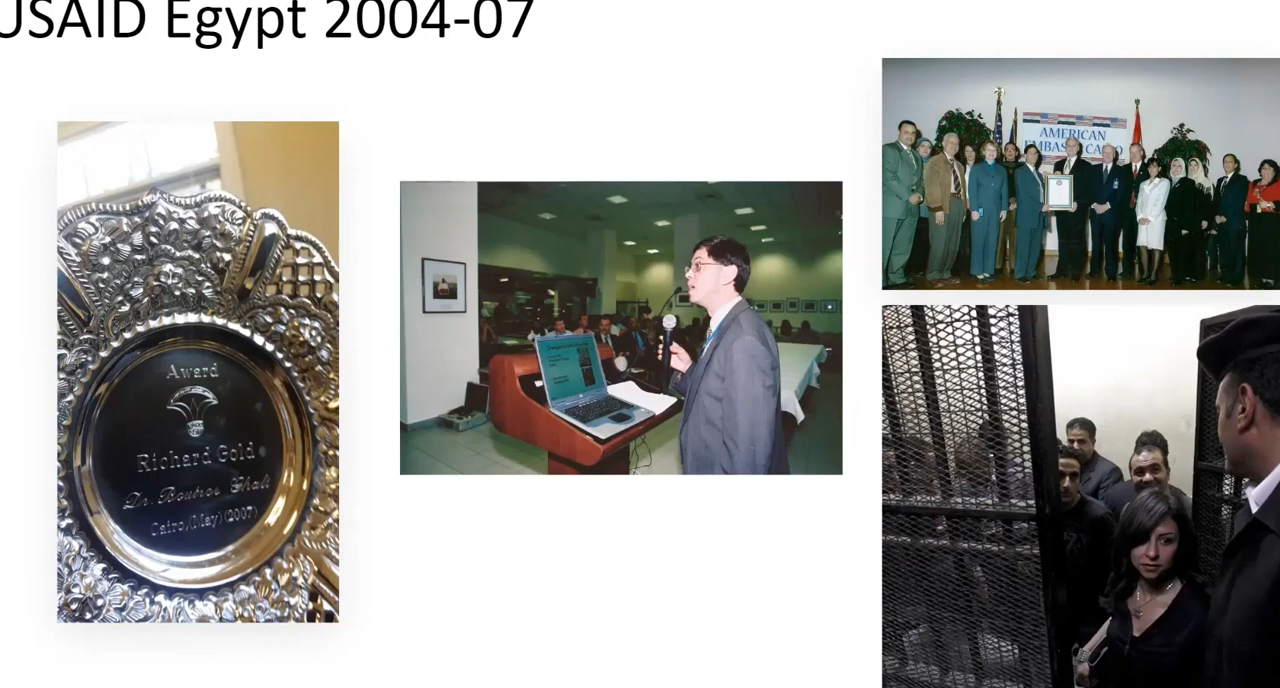 USAID Egypt 2004-07
Award
Richard Gold
Dr. Boutros Ghali
Cairo,(May)(2007)
AMERICAN
EMBASSY CAIRO